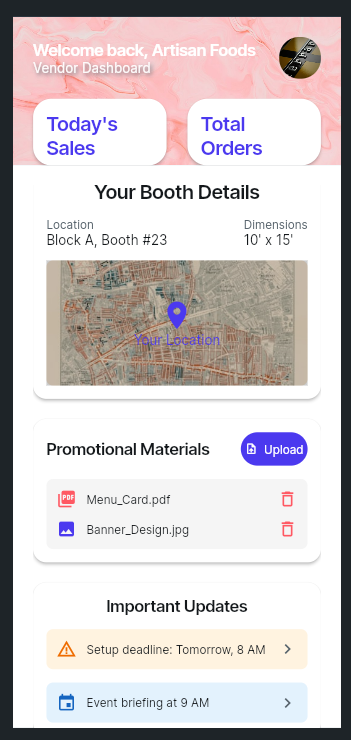 Welcome back, Artisan Foods
Vendor Dashboard
Today's
Sales
Total
Orders
Your Booth Details
Location
Dimensions
Block A, Booth #23
10' x 15'
Your Location
Promotional Materials
Upload
PDF
Menu_Card.pdf
Banner_Design.jpg
Important Updates
Setup deadline: Tomorrow, 8 AM
Event briefing at 9 AM